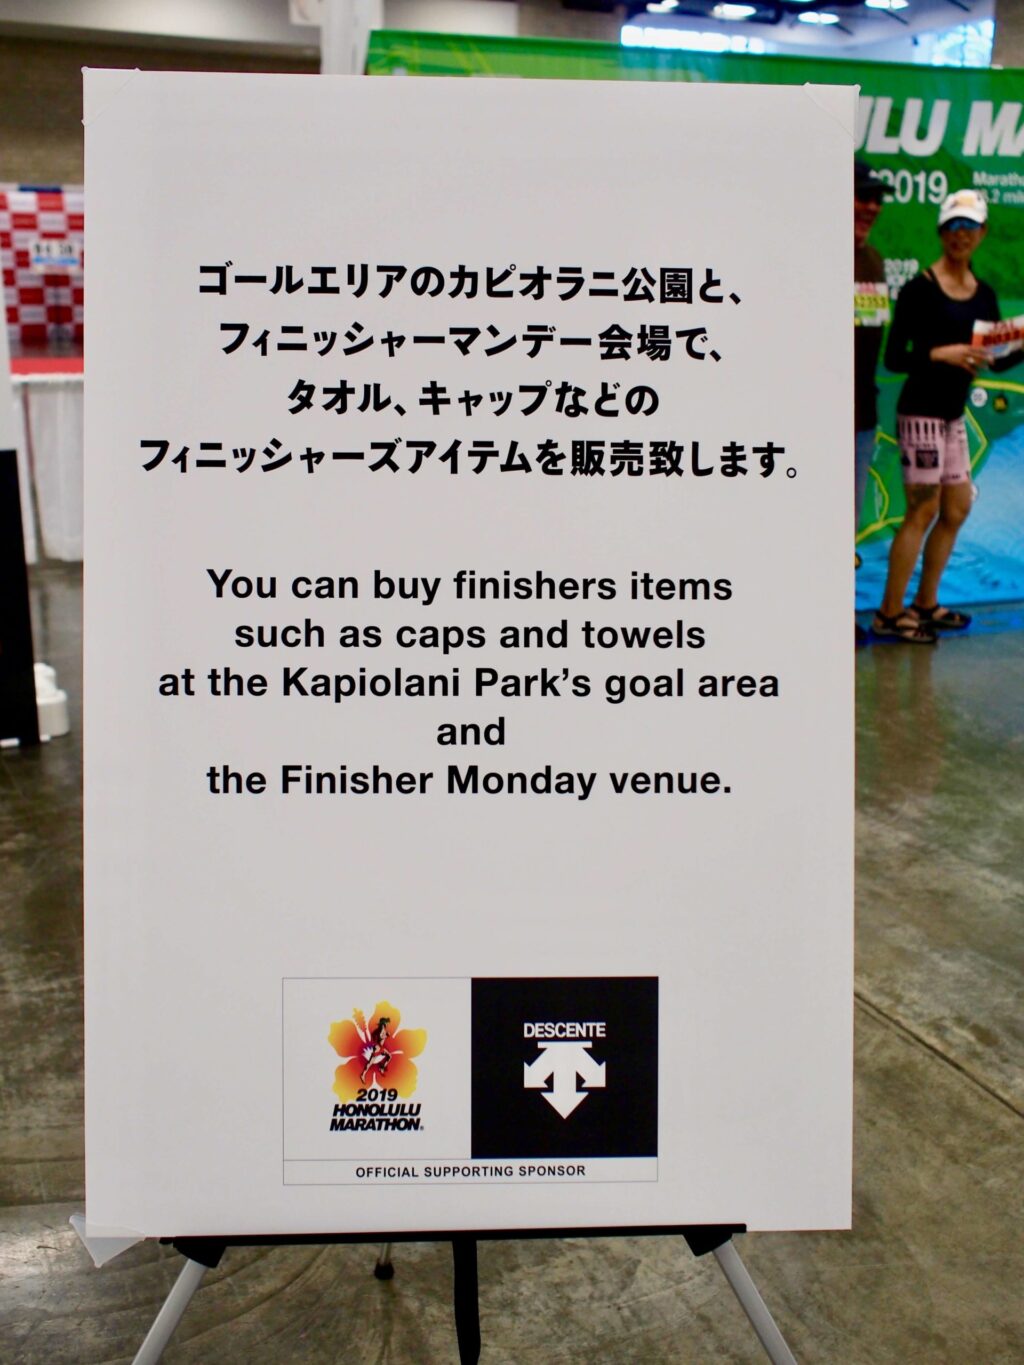 ゴールエリアのカピオラニ公園と、
フィニッシャーマンデー会場で、
タオル、キャップなどの
フィニッシャーズアイテムを販売致します。
You can buy finishers items
such as caps and towels
at the Kapiolani Park's goal area
and
the Finisher Monday venue.
2019
HONOLULU
MARATHON®
DESCENTE
OFFICIAL SUPPORTING SPONSOR
2019
2019